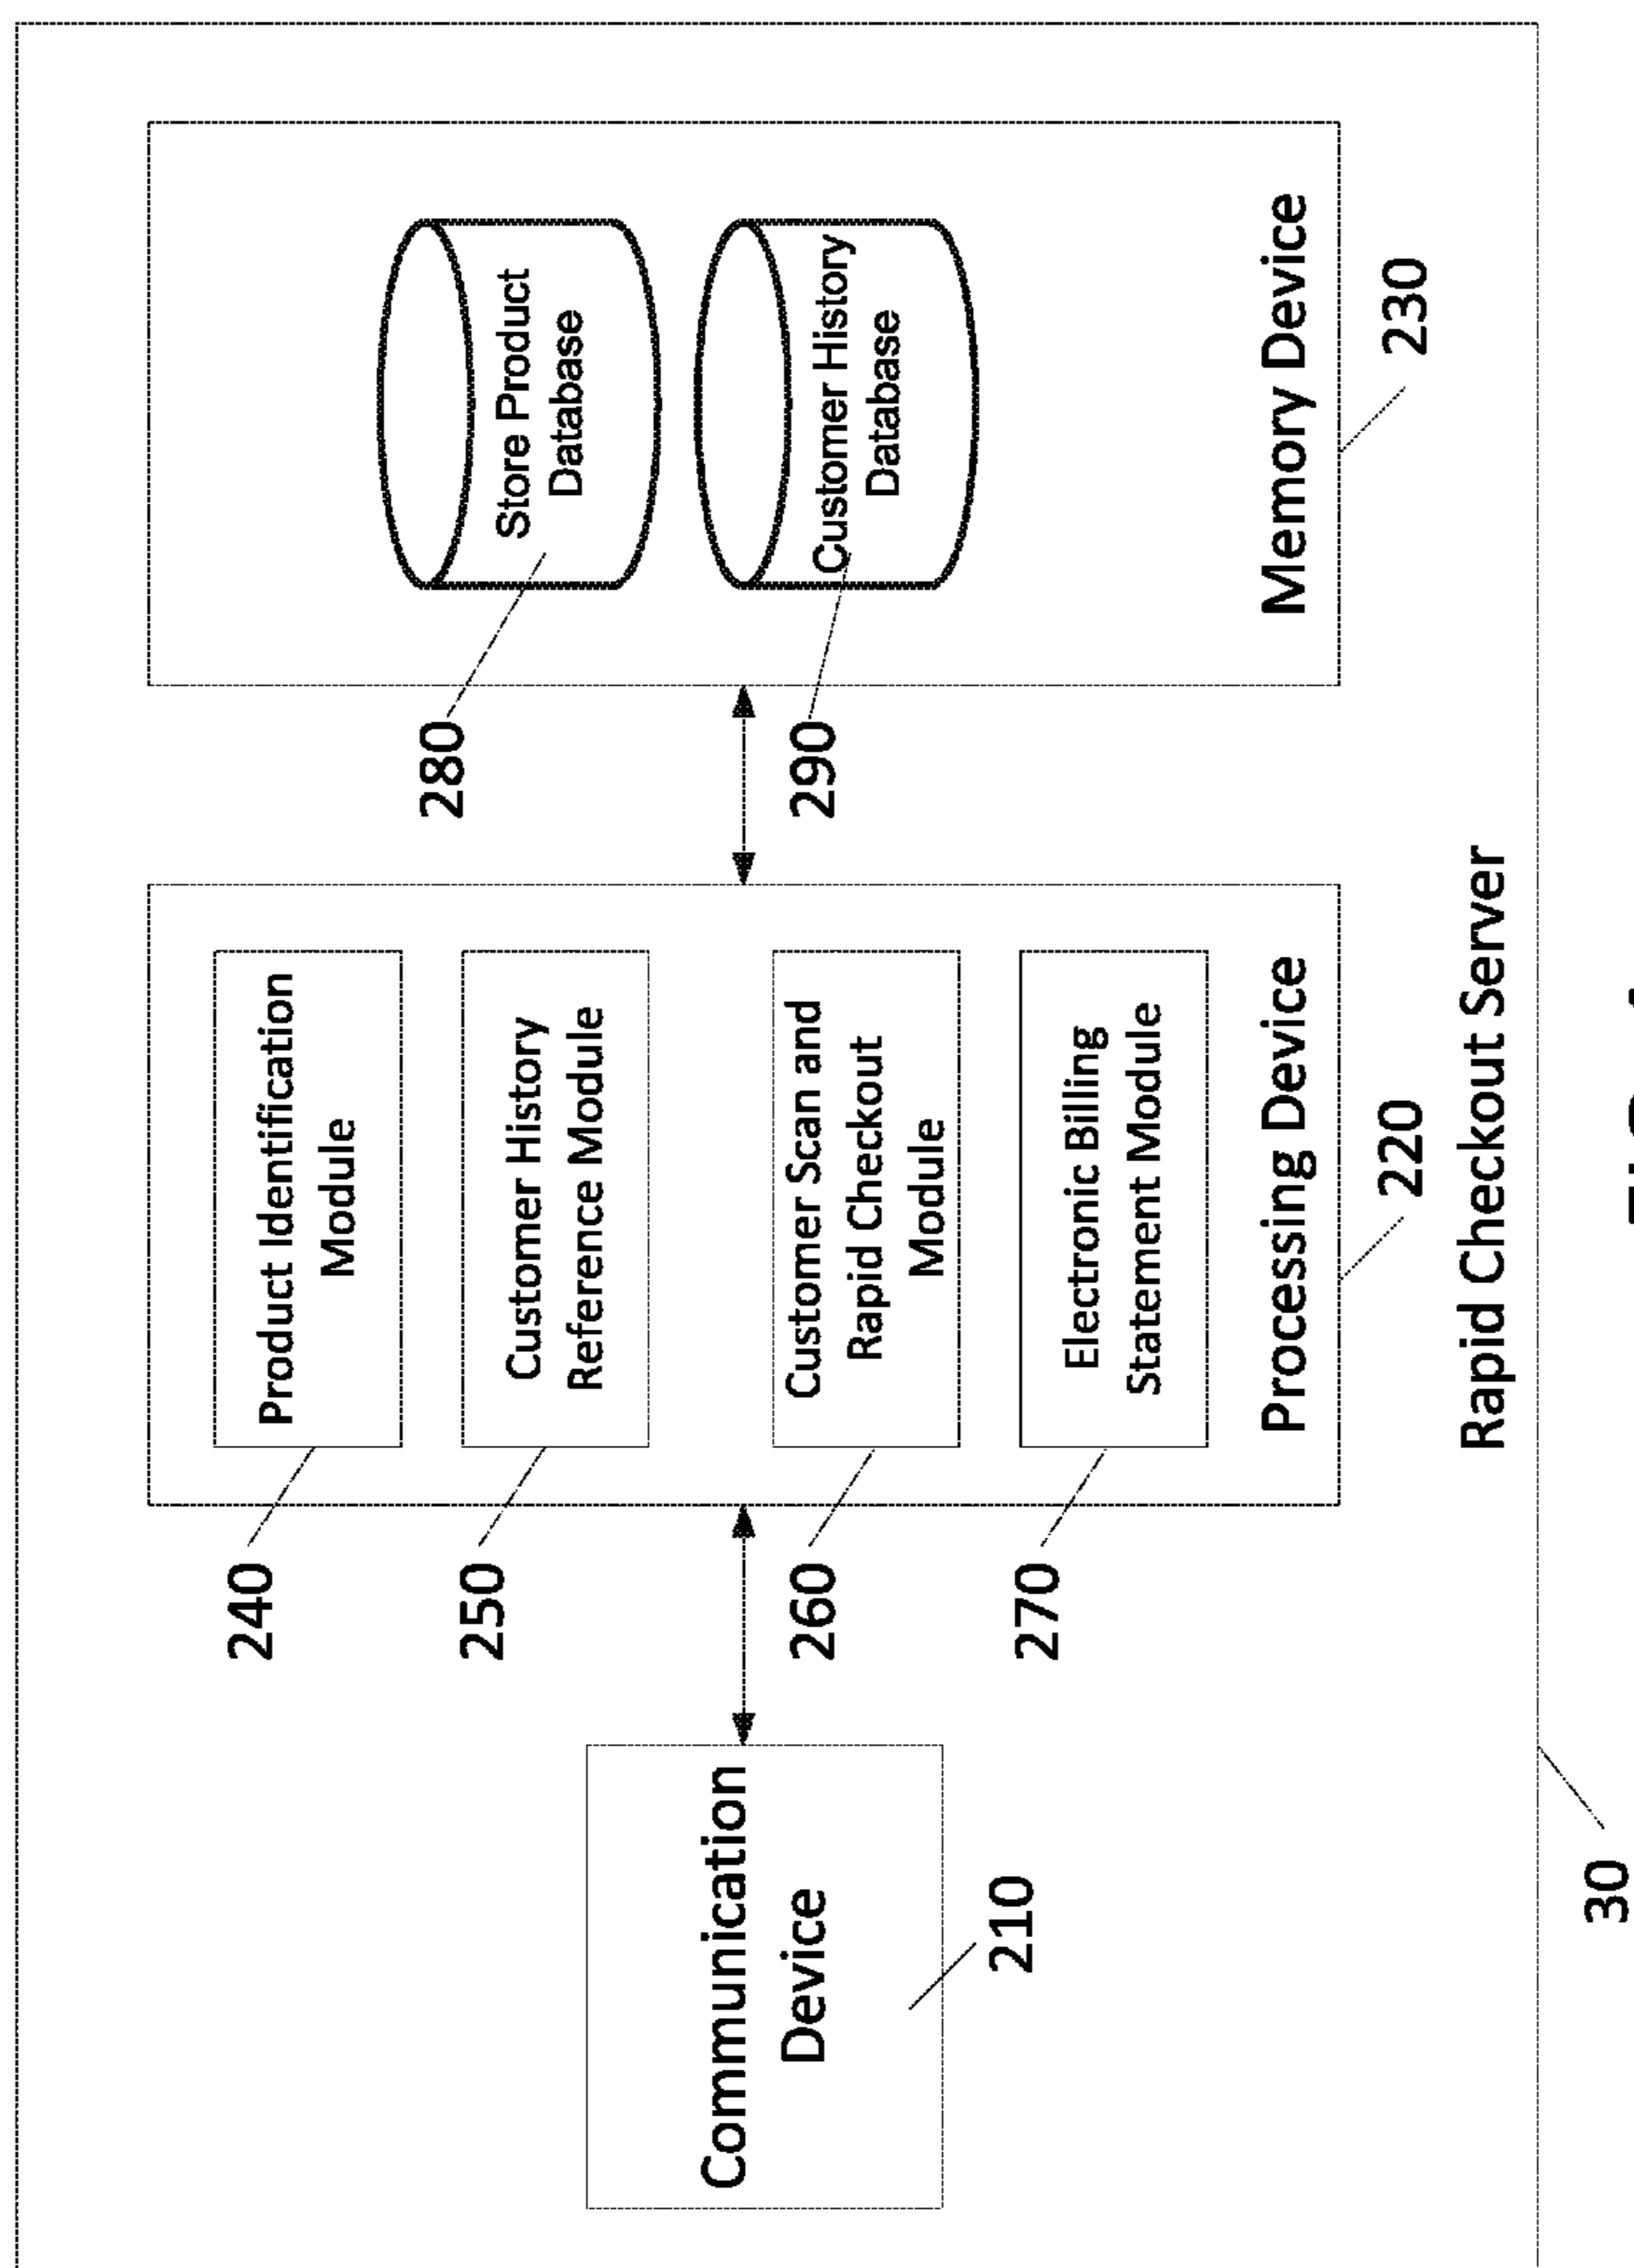 Communication
Device
210
240
250
260
270
Product Identification
Module
Customer History
Reference Module
Customer Scan and
Rapid Checkout
Module
Electronic Billing
Statement Module
Processing Device
220
280
290
Store Product
Database
Customer History
Database
Memory Device
230
Rapid Checkout Server
30